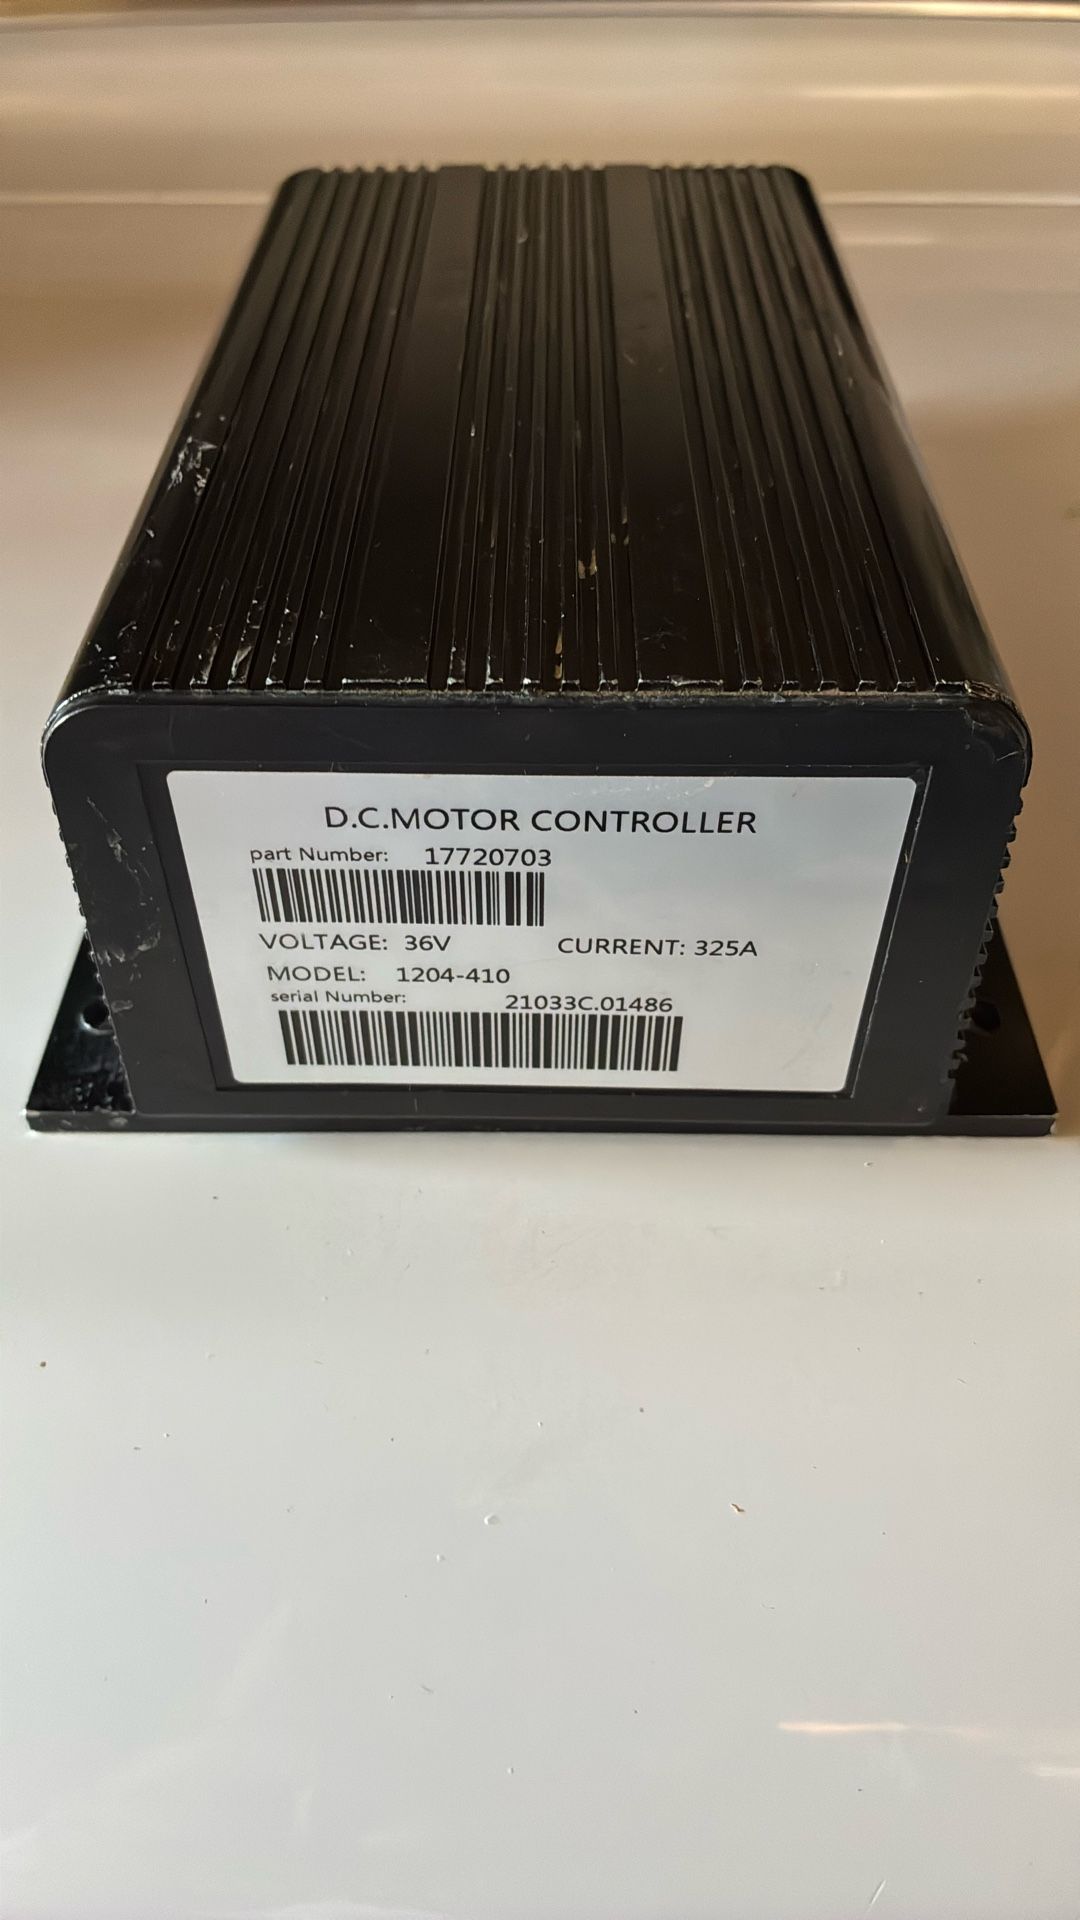 D.C.MOTOR CONTROLLER
part Number: 17720703
VOLTAGE: 36V CURRENT: 325A
MODEL: 1204-410
serial Number: 21033C.01486